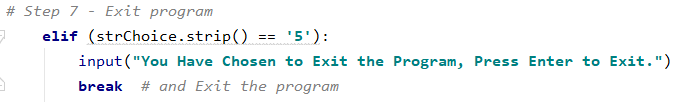 # Step 7 - Exit program
elif (strChoice.strip() == '5'):
input("You Have Chosen to Exit the Program, Press Enter to Exit.")
break  # and Exit the program